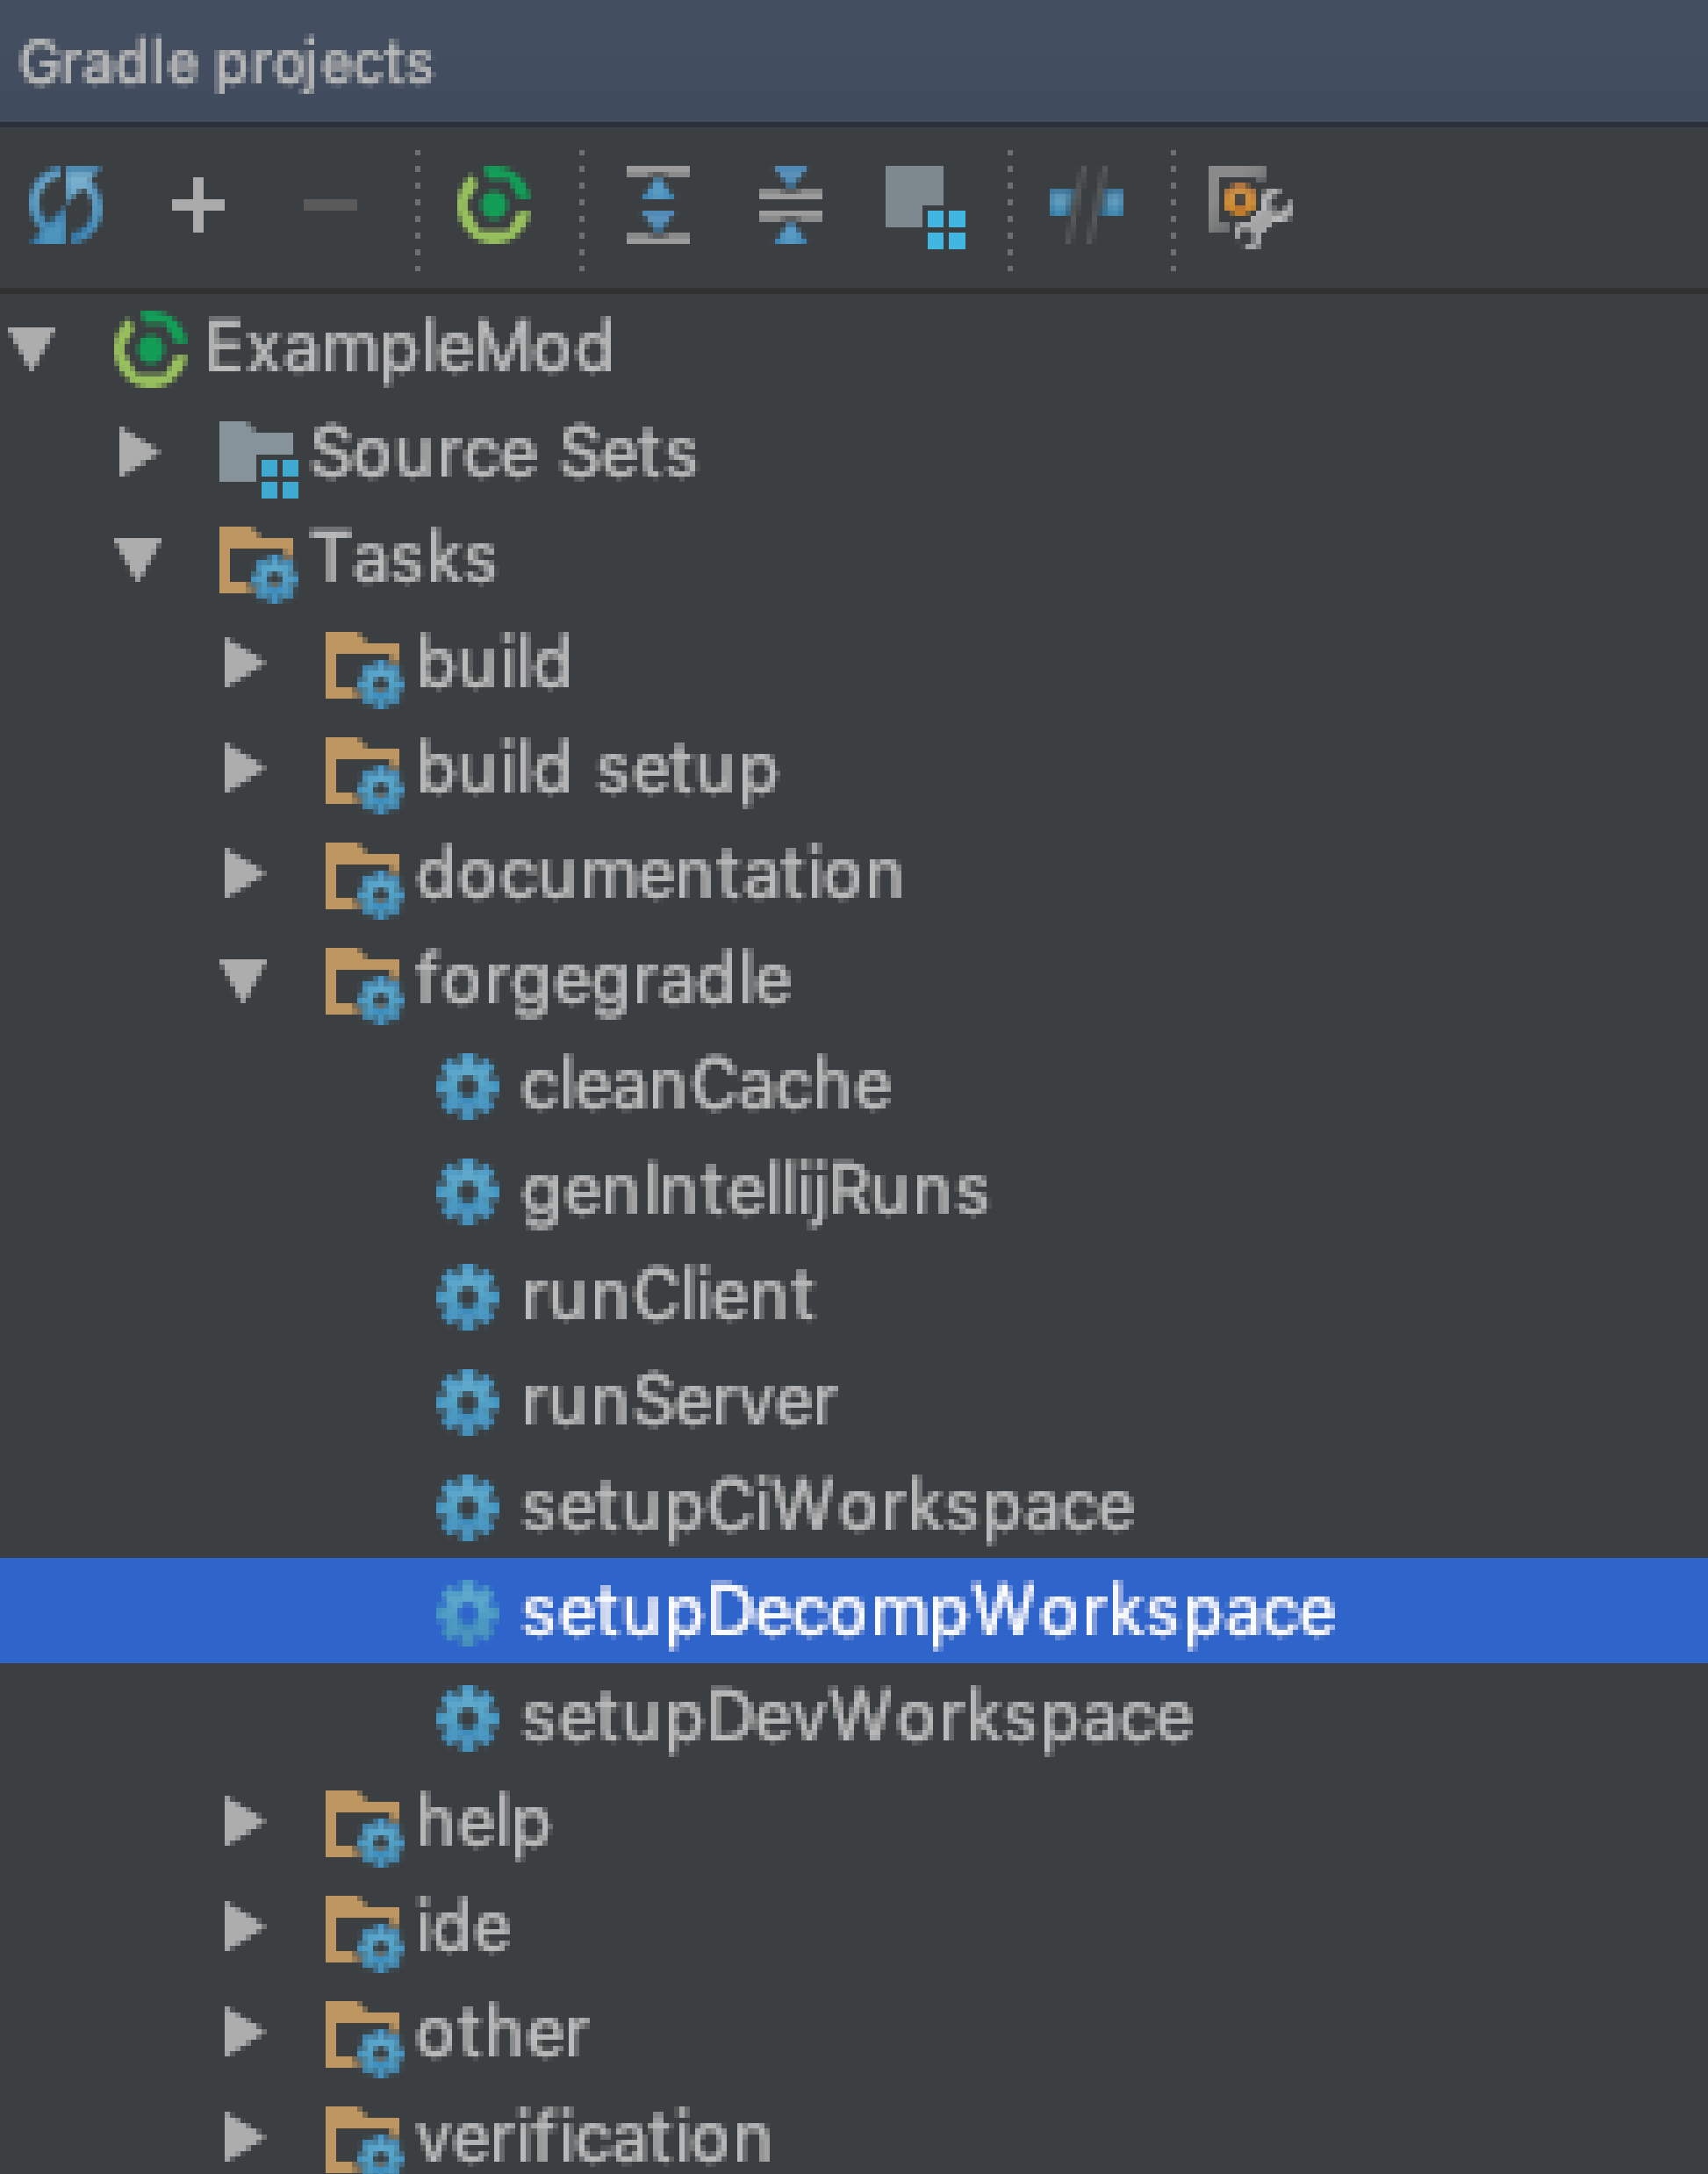 Gradle projects
ExampleMod
Source Sets
Tasks
build
build setup
documentation
forgegradle
cleanCache
genIntellijRuns
runClient
runServer
setupCiWorkspace
setupDecompWorkspace
setupDevWorkspace
help
ide
other
verification